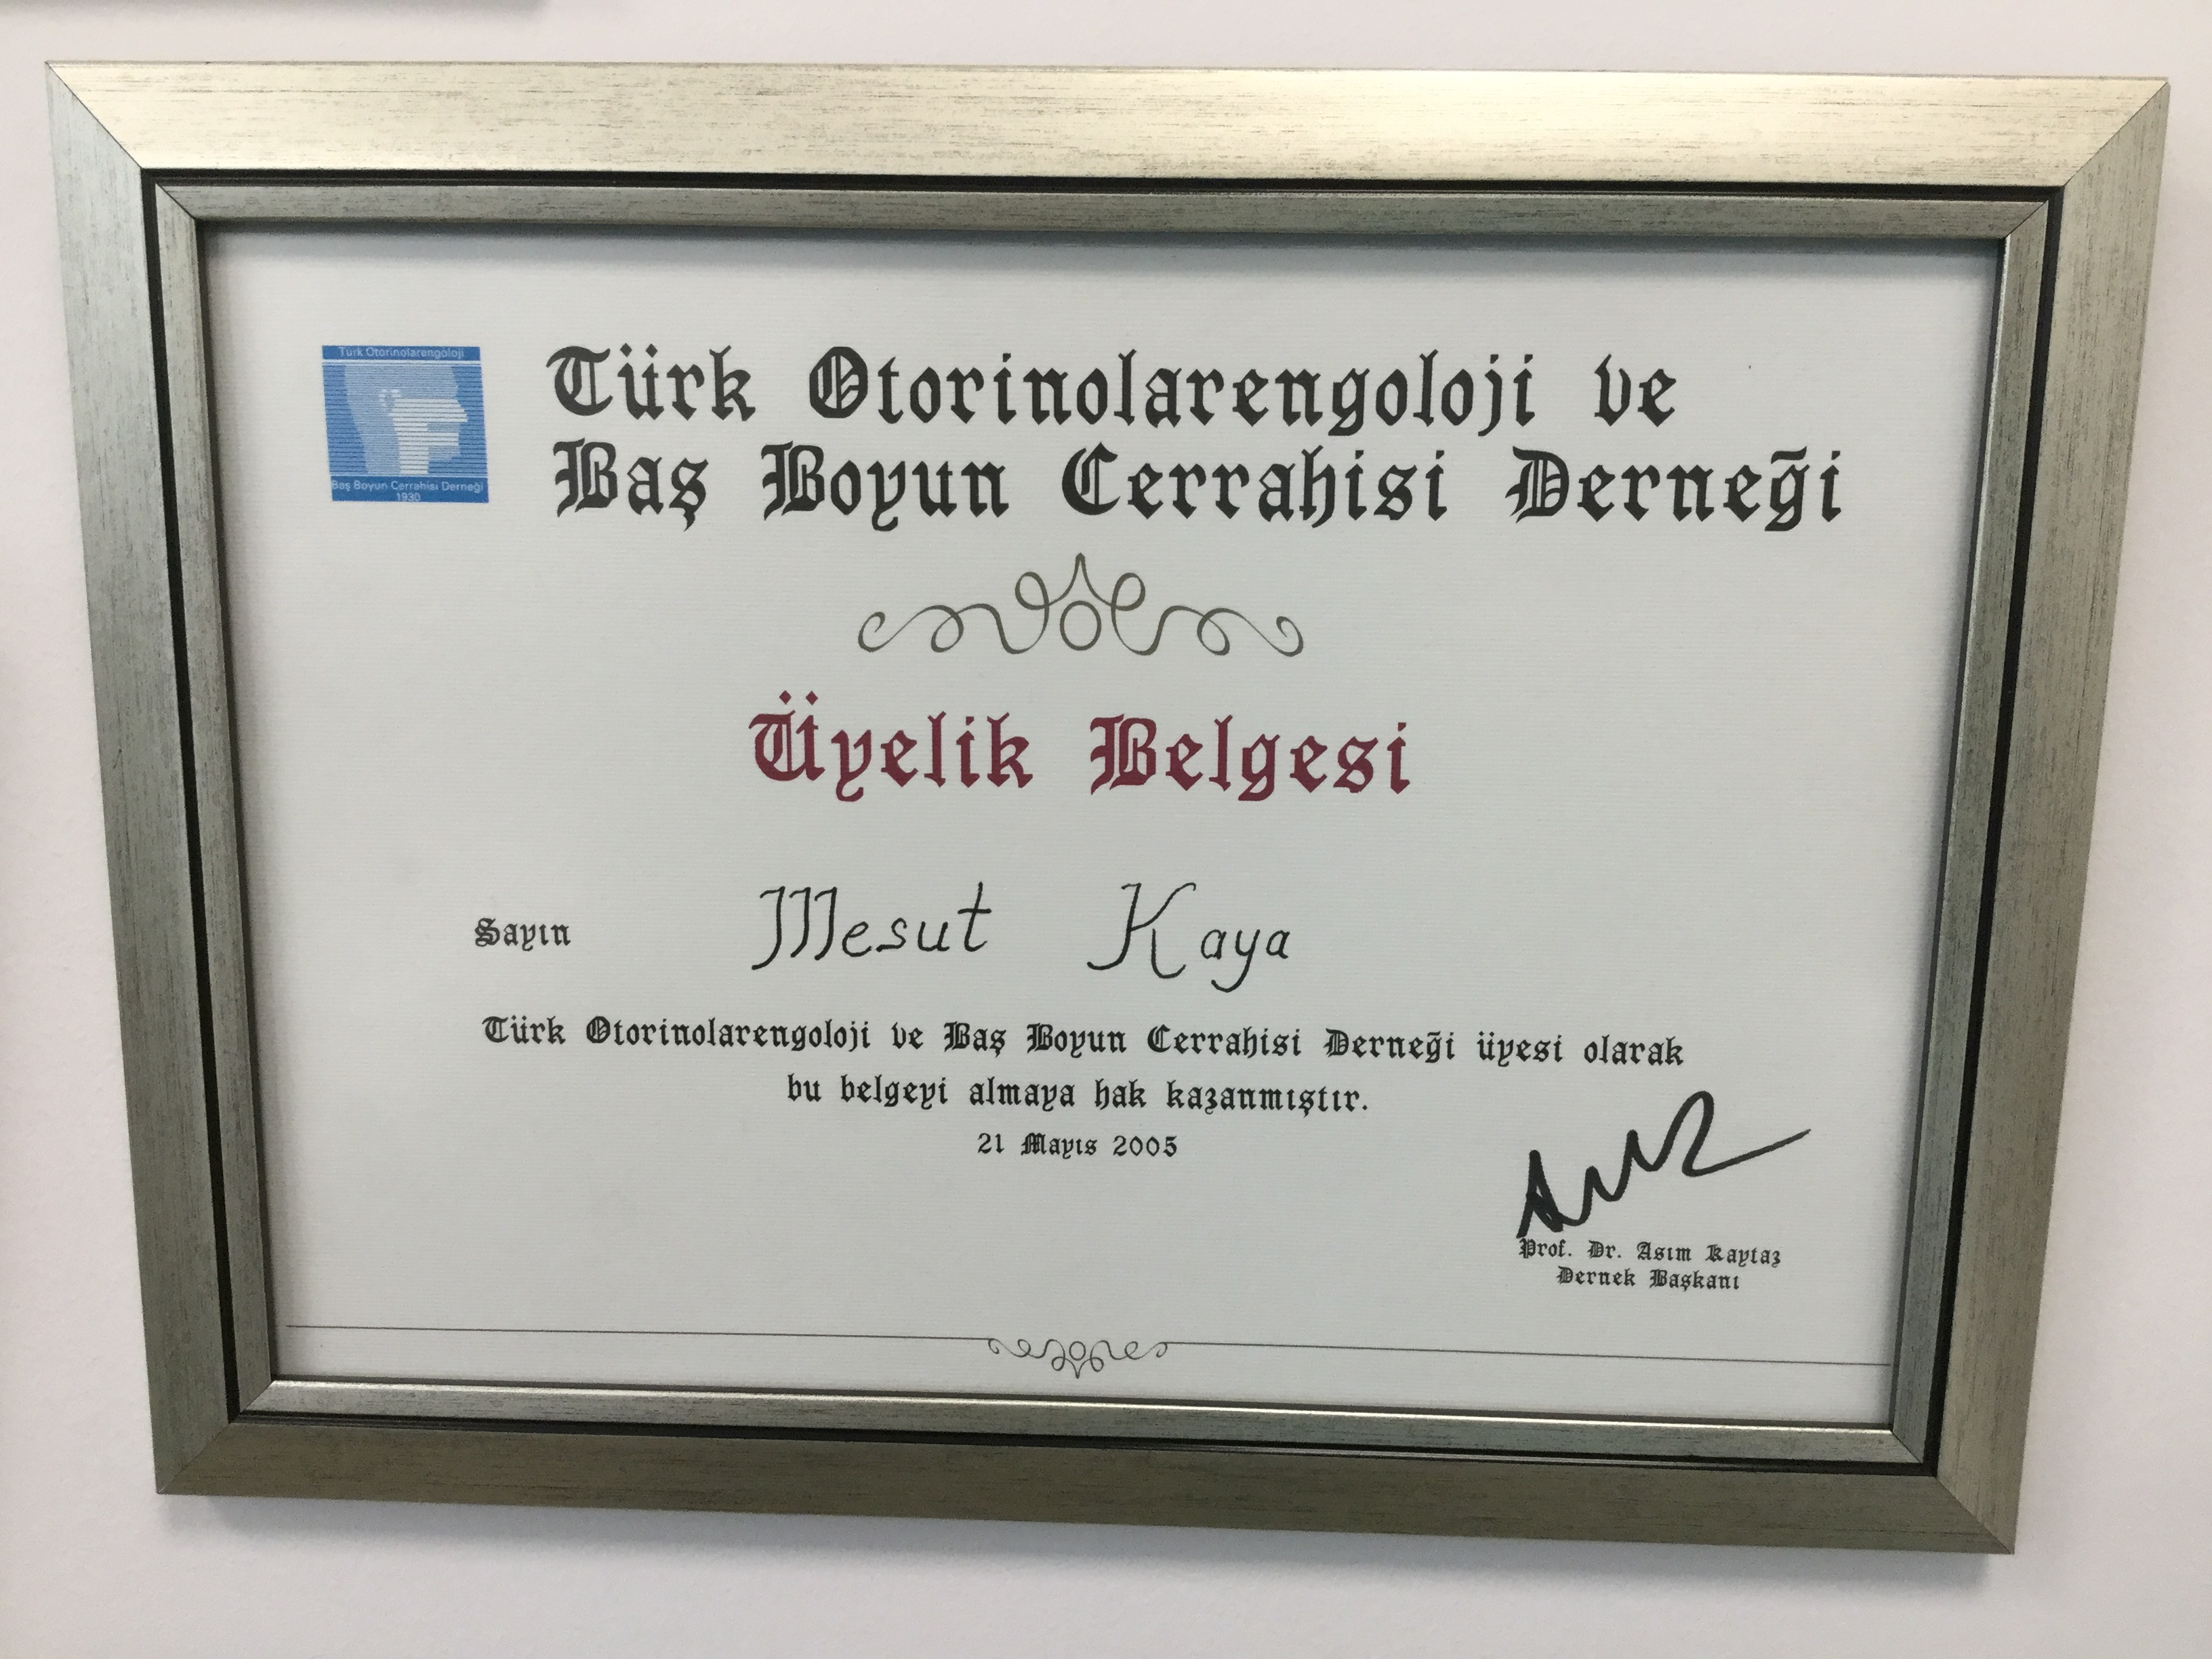 Türk Otorinolarengoloji
Baş Boyun Cerrahisi Derneği
1930
Türk Otorinolarengoloji ve
Baş Boyun Cerrahisi Derneği
Üyelik Belgesi
Sayın Mesut Kaya
Türk Otorinolarengoloji ve Baş Boyun Cerrahisi Derneği üyesi olarak
bu belgeyi almaya hak kazanmıştır.
21 Mayıs 2005
Prof. Dr. Asım Kaytaz
Dernek Başkanı